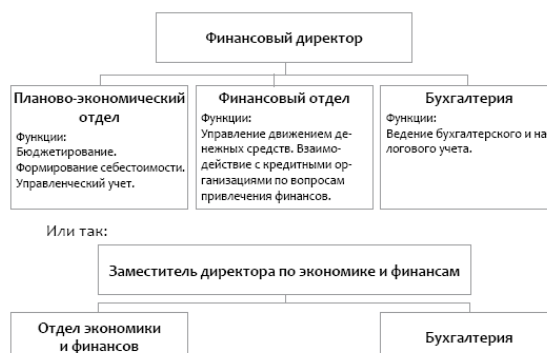 Финансовый директор
Планово-экономический
отдел
Функции:
Бюджетирование.
Формирование себестоимости.
Управленческий учет.
Финансовый отдел
Функции:
Управление движением де-
нежных средств. Взаимо-
действие с кредитными ор-
ганизациями по вопросам
привлечения финансов.
Бухгалтерия
Функции:
Ведение бухгалтерского и на
логового учета.
Или так:
Заместитель директора по экономике и финансам
Отдел экономики
и финансов
Бухгалтерия